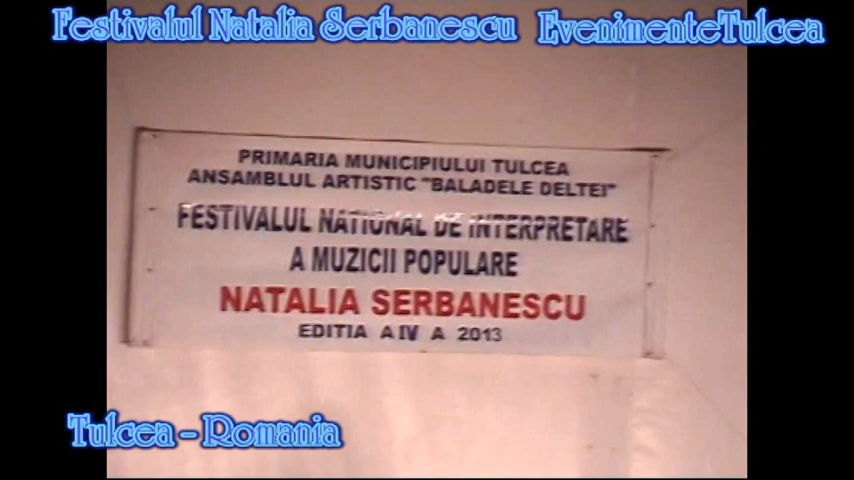 Festivalul Natalia Serbanescu EvenimenteTulcea
PRIMARIA MUNICIPIULUI TULCEA
ANSAMBLUL ARTISTIC "BALADELE DELTEI"
FESTIVALUL NATIONAL DE INTERPRETARE
A MUZICII POPULARE
NATALIA SERBANESCU
EDITIA A IV A 2013
Tulcea - Romania